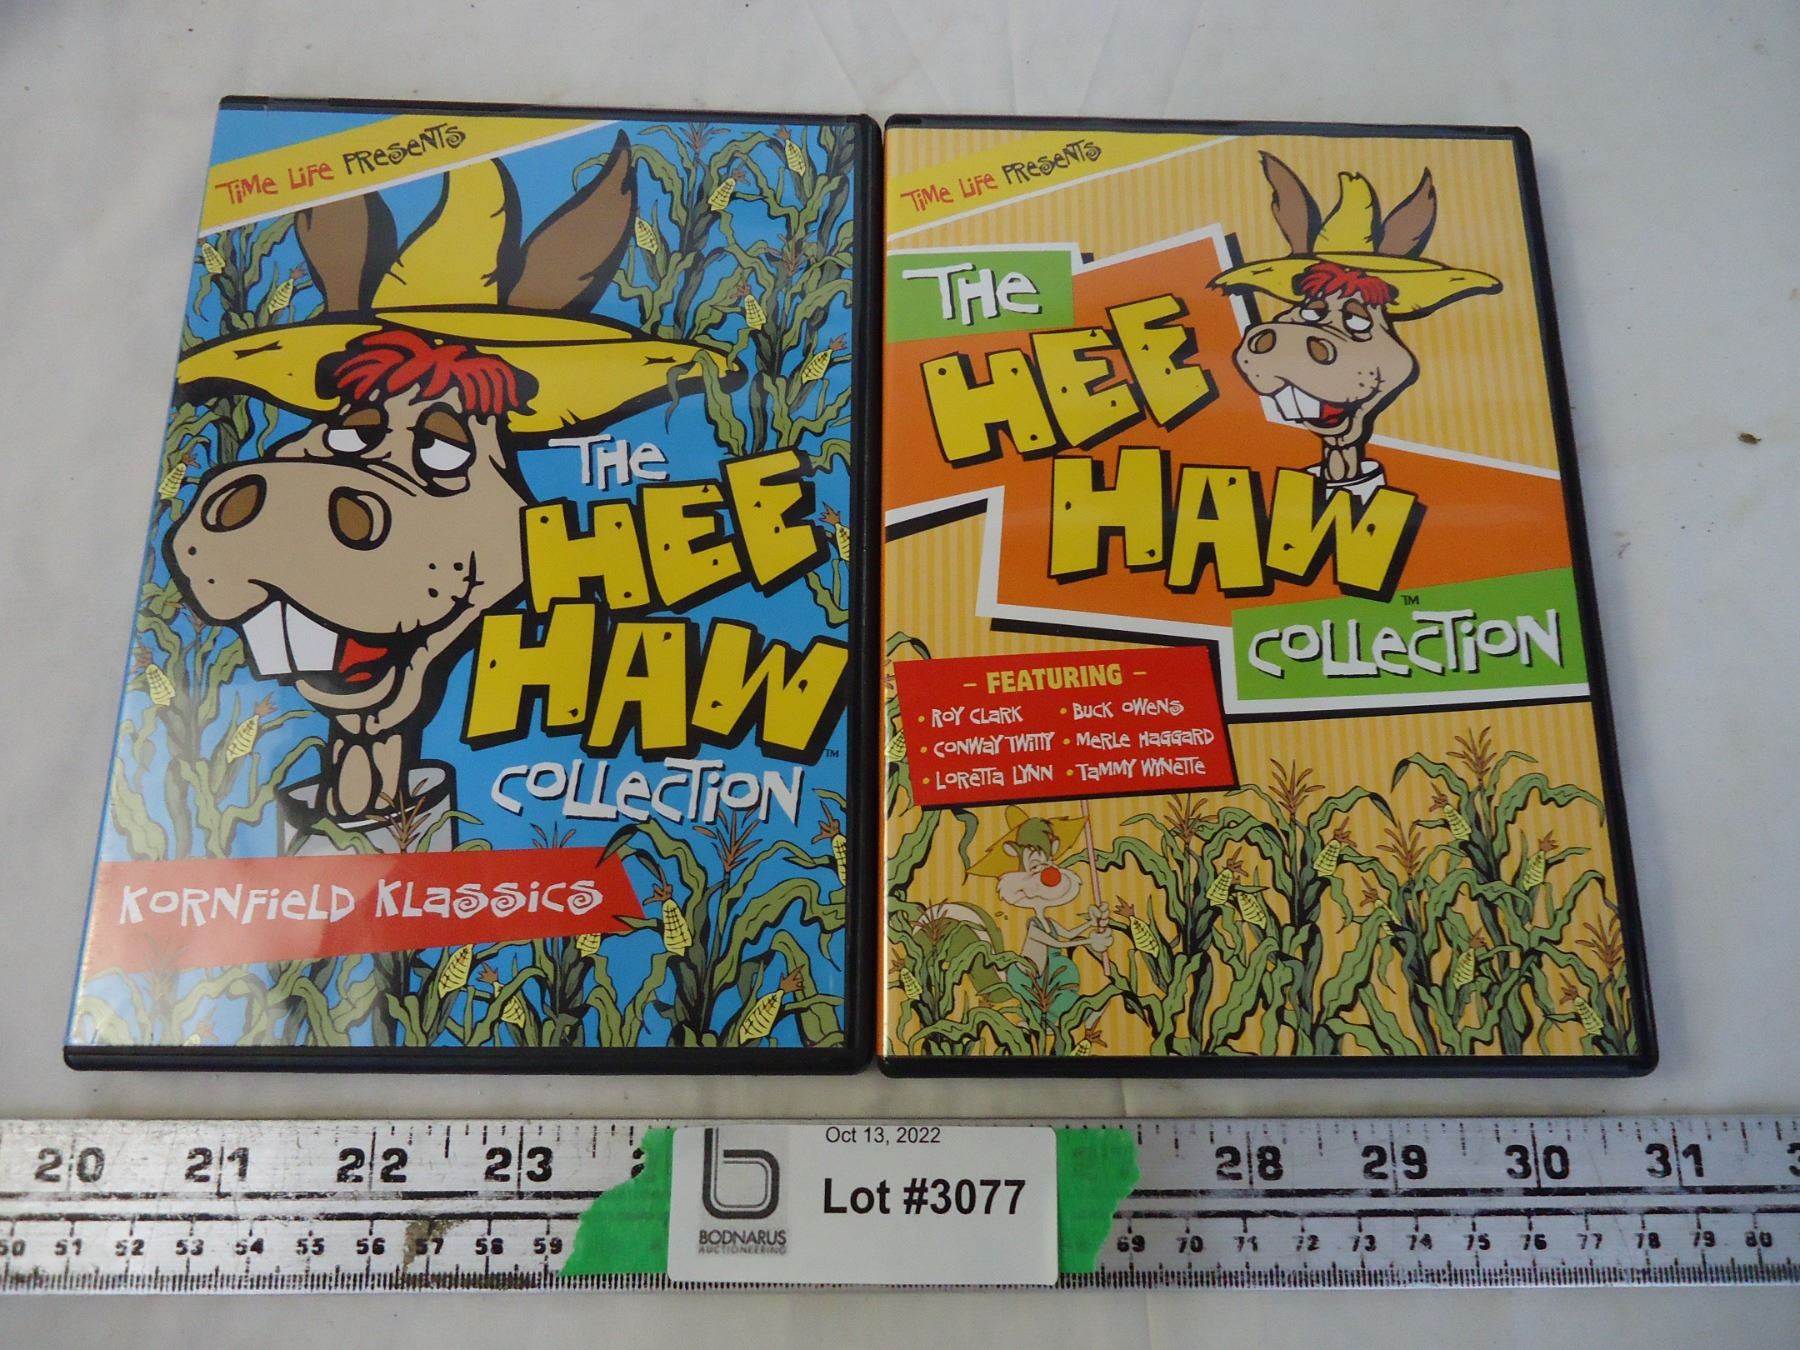 TiMe LiFe PReSeNTS
THe
HEE
HAW
™
COLLeCTiON
KORNFieLD KLaSSiCS
TiMe LiFe PReSeNTS
THe
HEE
HAW
™
COLLeCTiON
- FEATURING -
• ROY CLaRK • BUCK OWeNS
• CONWaY TWiTTY • MeRLe HaGGaRD
• LOReTTa LYNN • TaMMY WYNeTTe
20 21 22 23 28 29 30 31
Oct 13, 2022
Lot #3077
BODNARUS
AUCTIONEERING
50 51 52 53 54 55 56 57 58 59 69 70 71 72 73 74 75 76 77 78 79 80